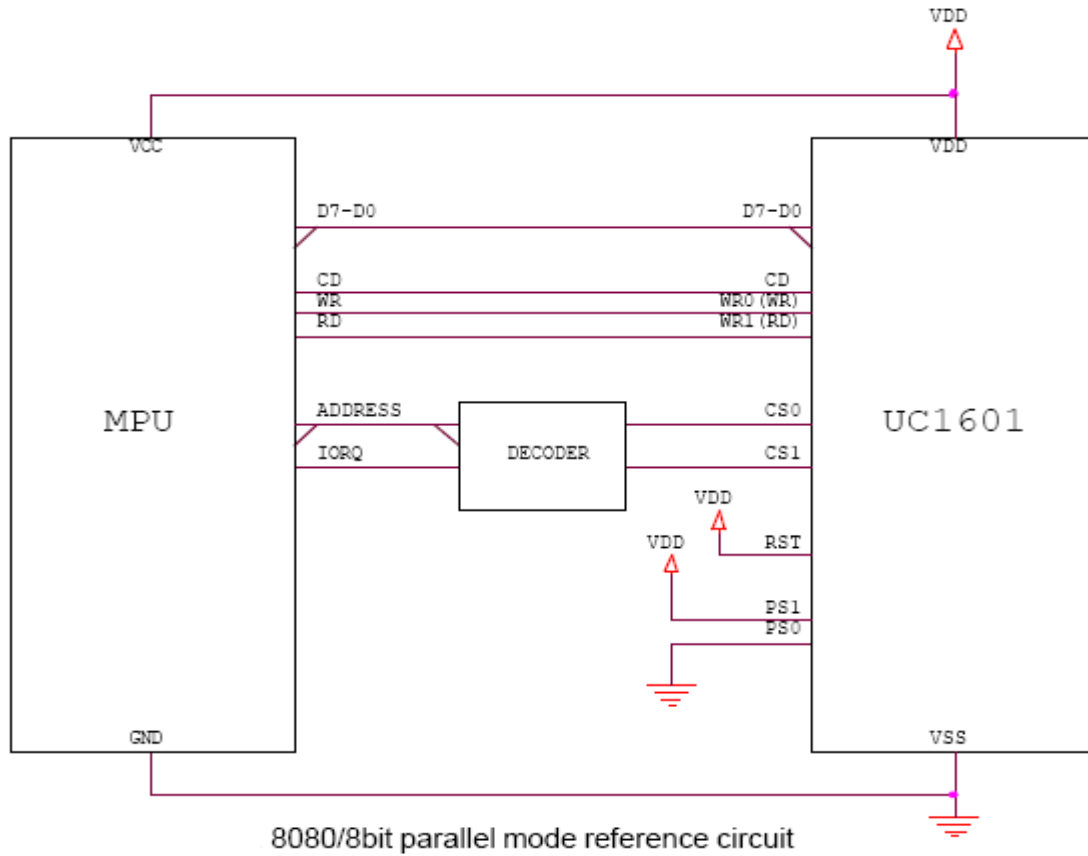 VDD
VCC VDD
D7-D0 D7-D0
CD CD
WR WR0(WR)
RD WR1(RD)
MPU ADDRESS CS0 UC1601
IORQ DECODER CS1
VDD
RST
VDD
PS1
PS0
GND VSS
8080/8bit parallel mode reference circuit